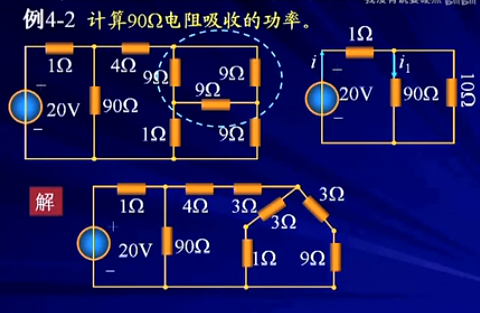 例4-2 计算90Ω电阻吸收的功率。
1Ω 4Ω 9Ω 9Ω
9Ω
20V 90Ω 1Ω 9Ω
1Ω
i i₁
20V 90Ω 10Ω
解
1Ω 4Ω 3Ω 3Ω 3Ω
20V 90Ω 1Ω 9Ω